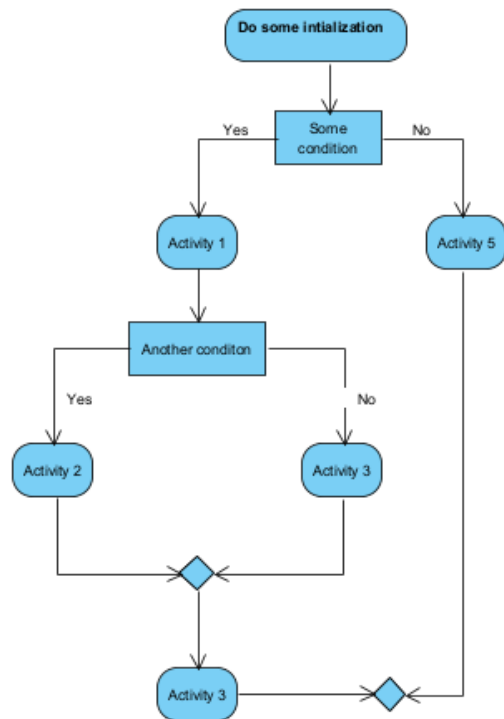 Do some intialization
Some
condition
Yes
No
Activity 1
Activity 5
Another conditon
Yes
No
Activity 2
Activity 3
Activity 3